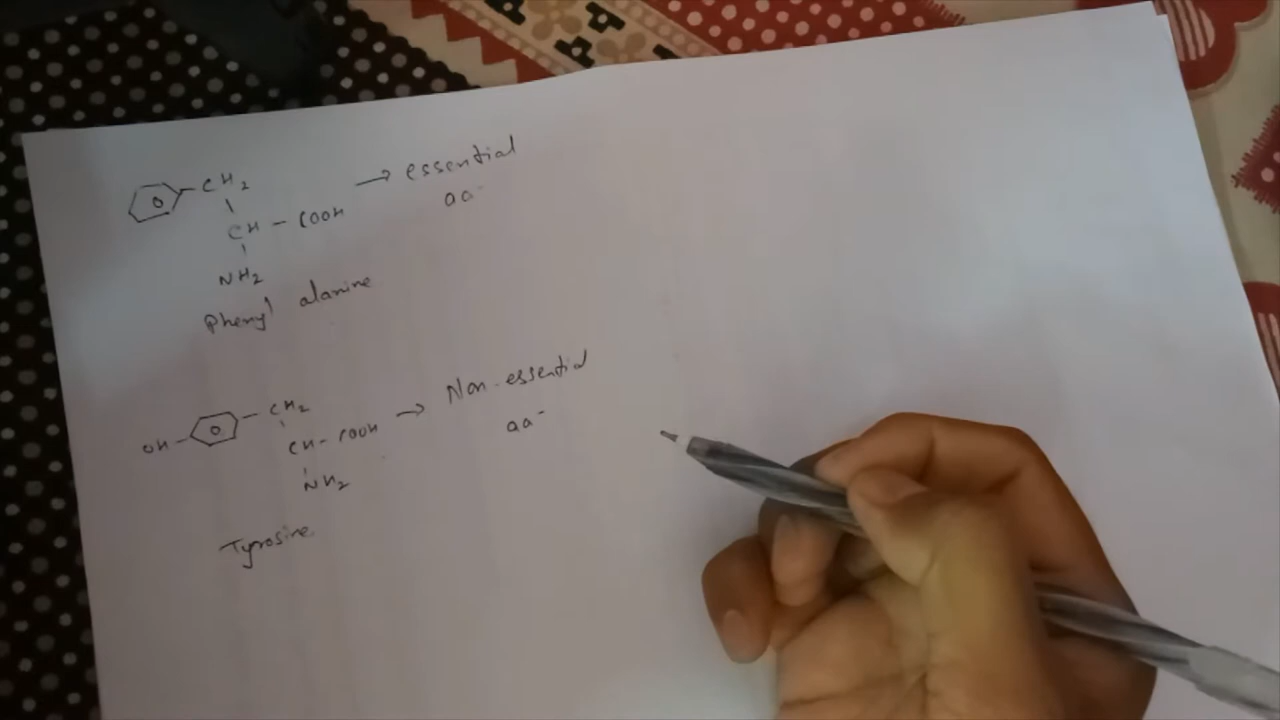 CH2 → essential
aa-
CH - COOH
NH2
Phenyl alanine
OH - CH2 → Non-essential
aa-
CH - COOH
NH2
Tyrosine